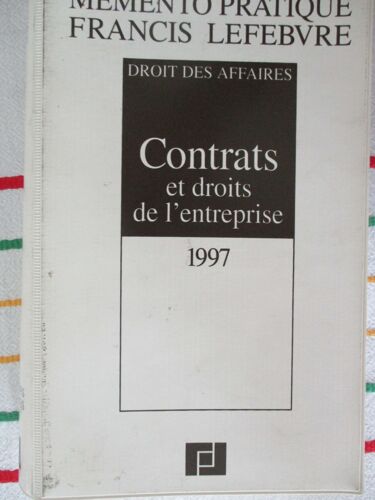 MEMENTO PRATIQUE
FRANCIS LEFEBVRE
DROIT DES AFFAIRES
Contrats
et droits
de l'entreprise
1997